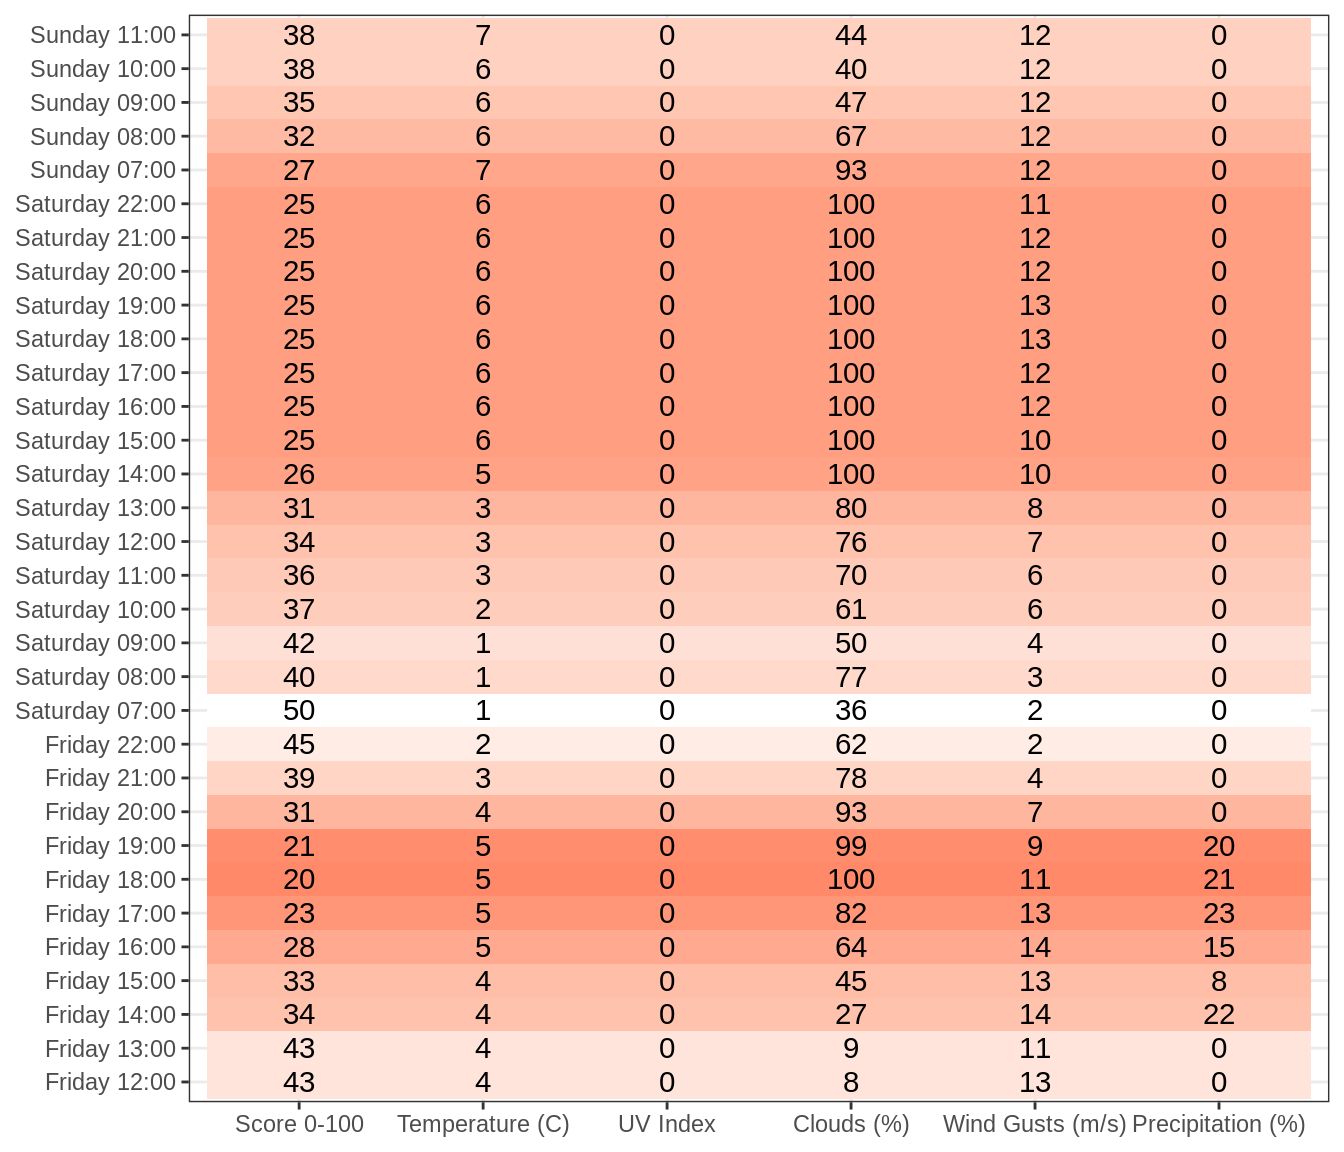 Sunday 11:00 38 7 0 44 12 0
Sunday 10:00 38 6 0 40 12 0
Sunday 09:00 35 6 0 47 12 0
Sunday 08:00 32 6 0 67 12 0
Sunday 07:00 27 7 0 93 12 0
Saturday 22:00 25 6 0 100 11 0
Saturday 21:00 25 6 0 100 12 0
Saturday 20:00 25 6 0 100 12 0
Saturday 19:00 25 6 0 100 13 0
Saturday 18:00 25 6 0 100 13 0
Saturday 17:00 25 6 0 100 12 0
Saturday 16:00 25 6 0 100 12 0
Saturday 15:00 25 6 0 100 10 0
Saturday 14:00 26 5 0 100 10 0
Saturday 13:00 31 3 0 80 8 0
Saturday 12:00 34 3 0 76 7 0
Saturday 11:00 36 3 0 70 6 0
Saturday 10:00 37 2 0 61 6 0
Saturday 09:00 42 1 0 50 4 0
Saturday 08:00 40 1 0 77 3 0
Saturday 07:00 50 1 0 36 2 0
Friday 22:00 45 2 0 62 2 0
Friday 21:00 39 3 0 78 4 0
Friday 20:00 31 4 0 93 7 0
Friday 19:00 21 5 0 99 9 20
Friday 18:00 20 5 0 100 11 21
Friday 17:00 23 5 0 82 13 23
Friday 16:00 28 5 0 64 14 15
Friday 15:00 33 4 0 45 13 8
Friday 14:00 34 4 0 27 14 22
Friday 13:00 43 4 0 9 11 0
Friday 12:00 43 4 0 8 13 0
Score 0-100 Temperature (C) UV Index Clouds (%) Wind Gusts (m/s) Precipitation (%)